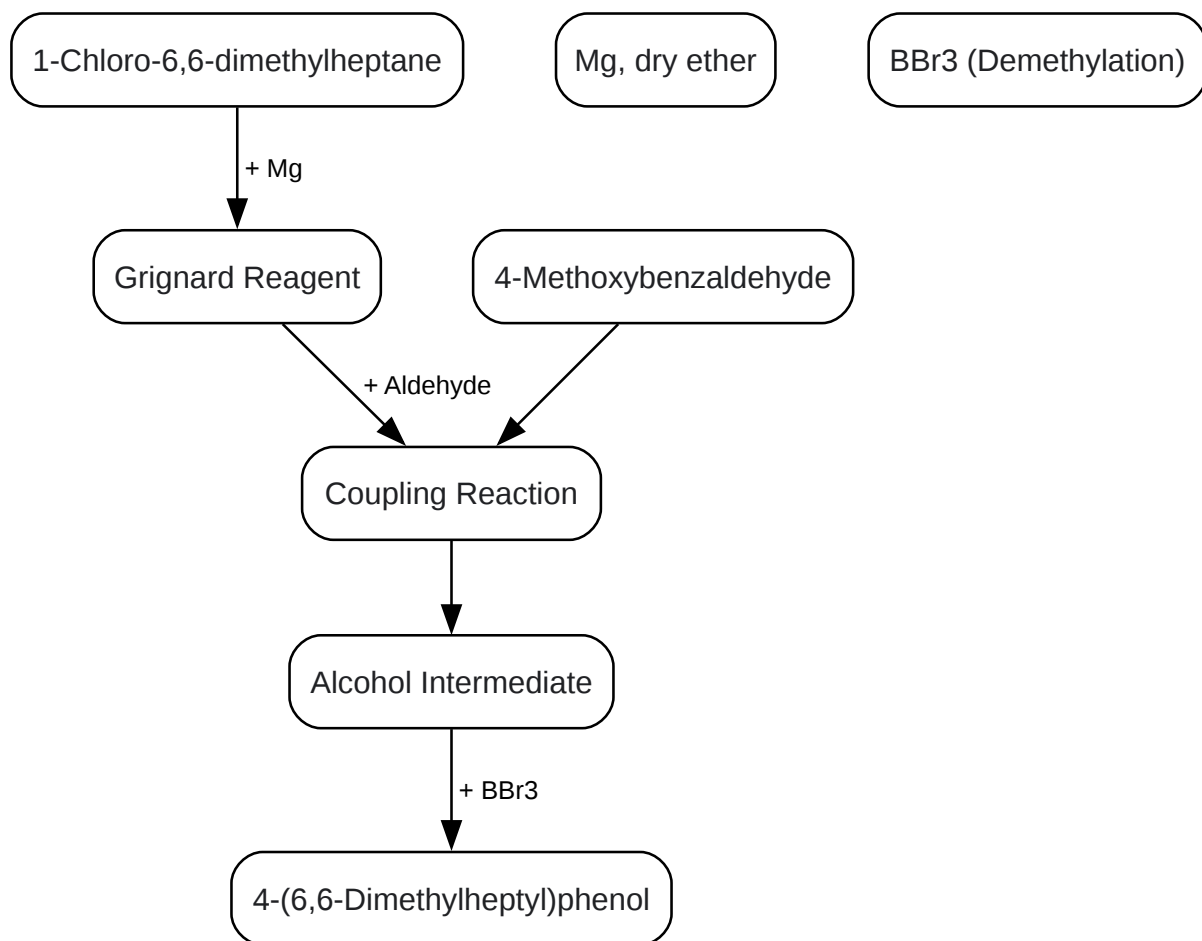 1-Chloro-6,6-dimethylheptane
Mg, dry ether
BBr3 (Demethylation)
+ Mg
Grignard Reagent
4-Methoxybenzaldehyde
+ Aldehyde
Coupling Reaction
Alcohol Intermediate
+ BBr3
4-(6,6-Dimethylheptyl)phenol